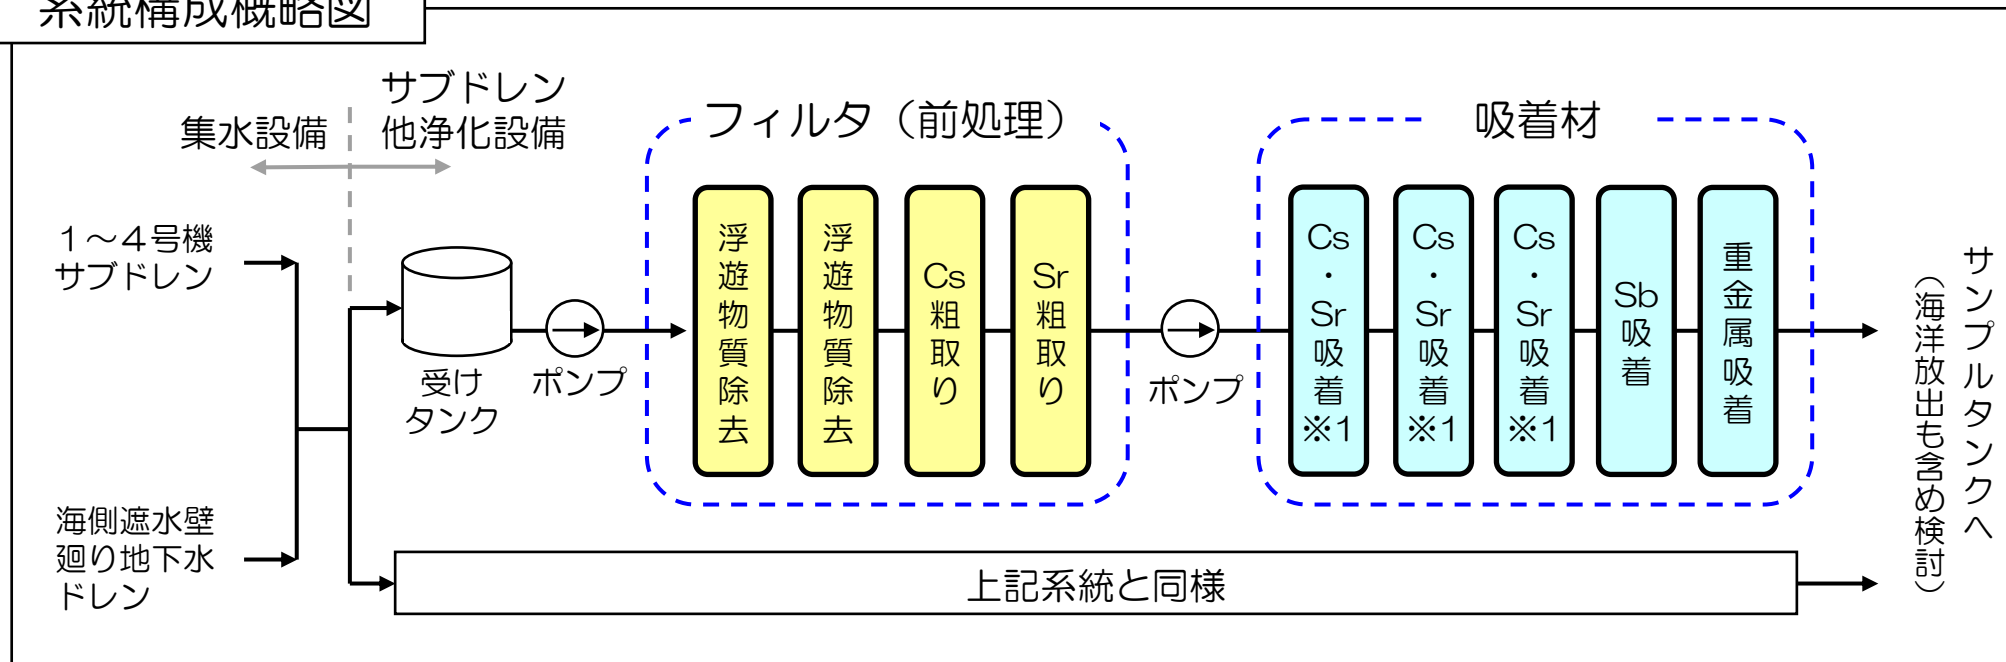 系統構成概略図
集水設備
サブドレン
他浄化設備
フィルタ（前処理）
吸着材
１～４号機
サブドレン
海側遮水壁
廻り地下水
ドレン
受け
タンク
ポンプ
浮遊物質除去
浮遊物質除去
Cs粗取り
Sr粗取り
ポンプ
Cs・Sr吸着※1
Cs・Sr吸着※1
Cs・Sr吸着※1
Sb吸着
重金属吸着
サンプルタンクへ
（海洋放出も含め検討）
上記系統と同様